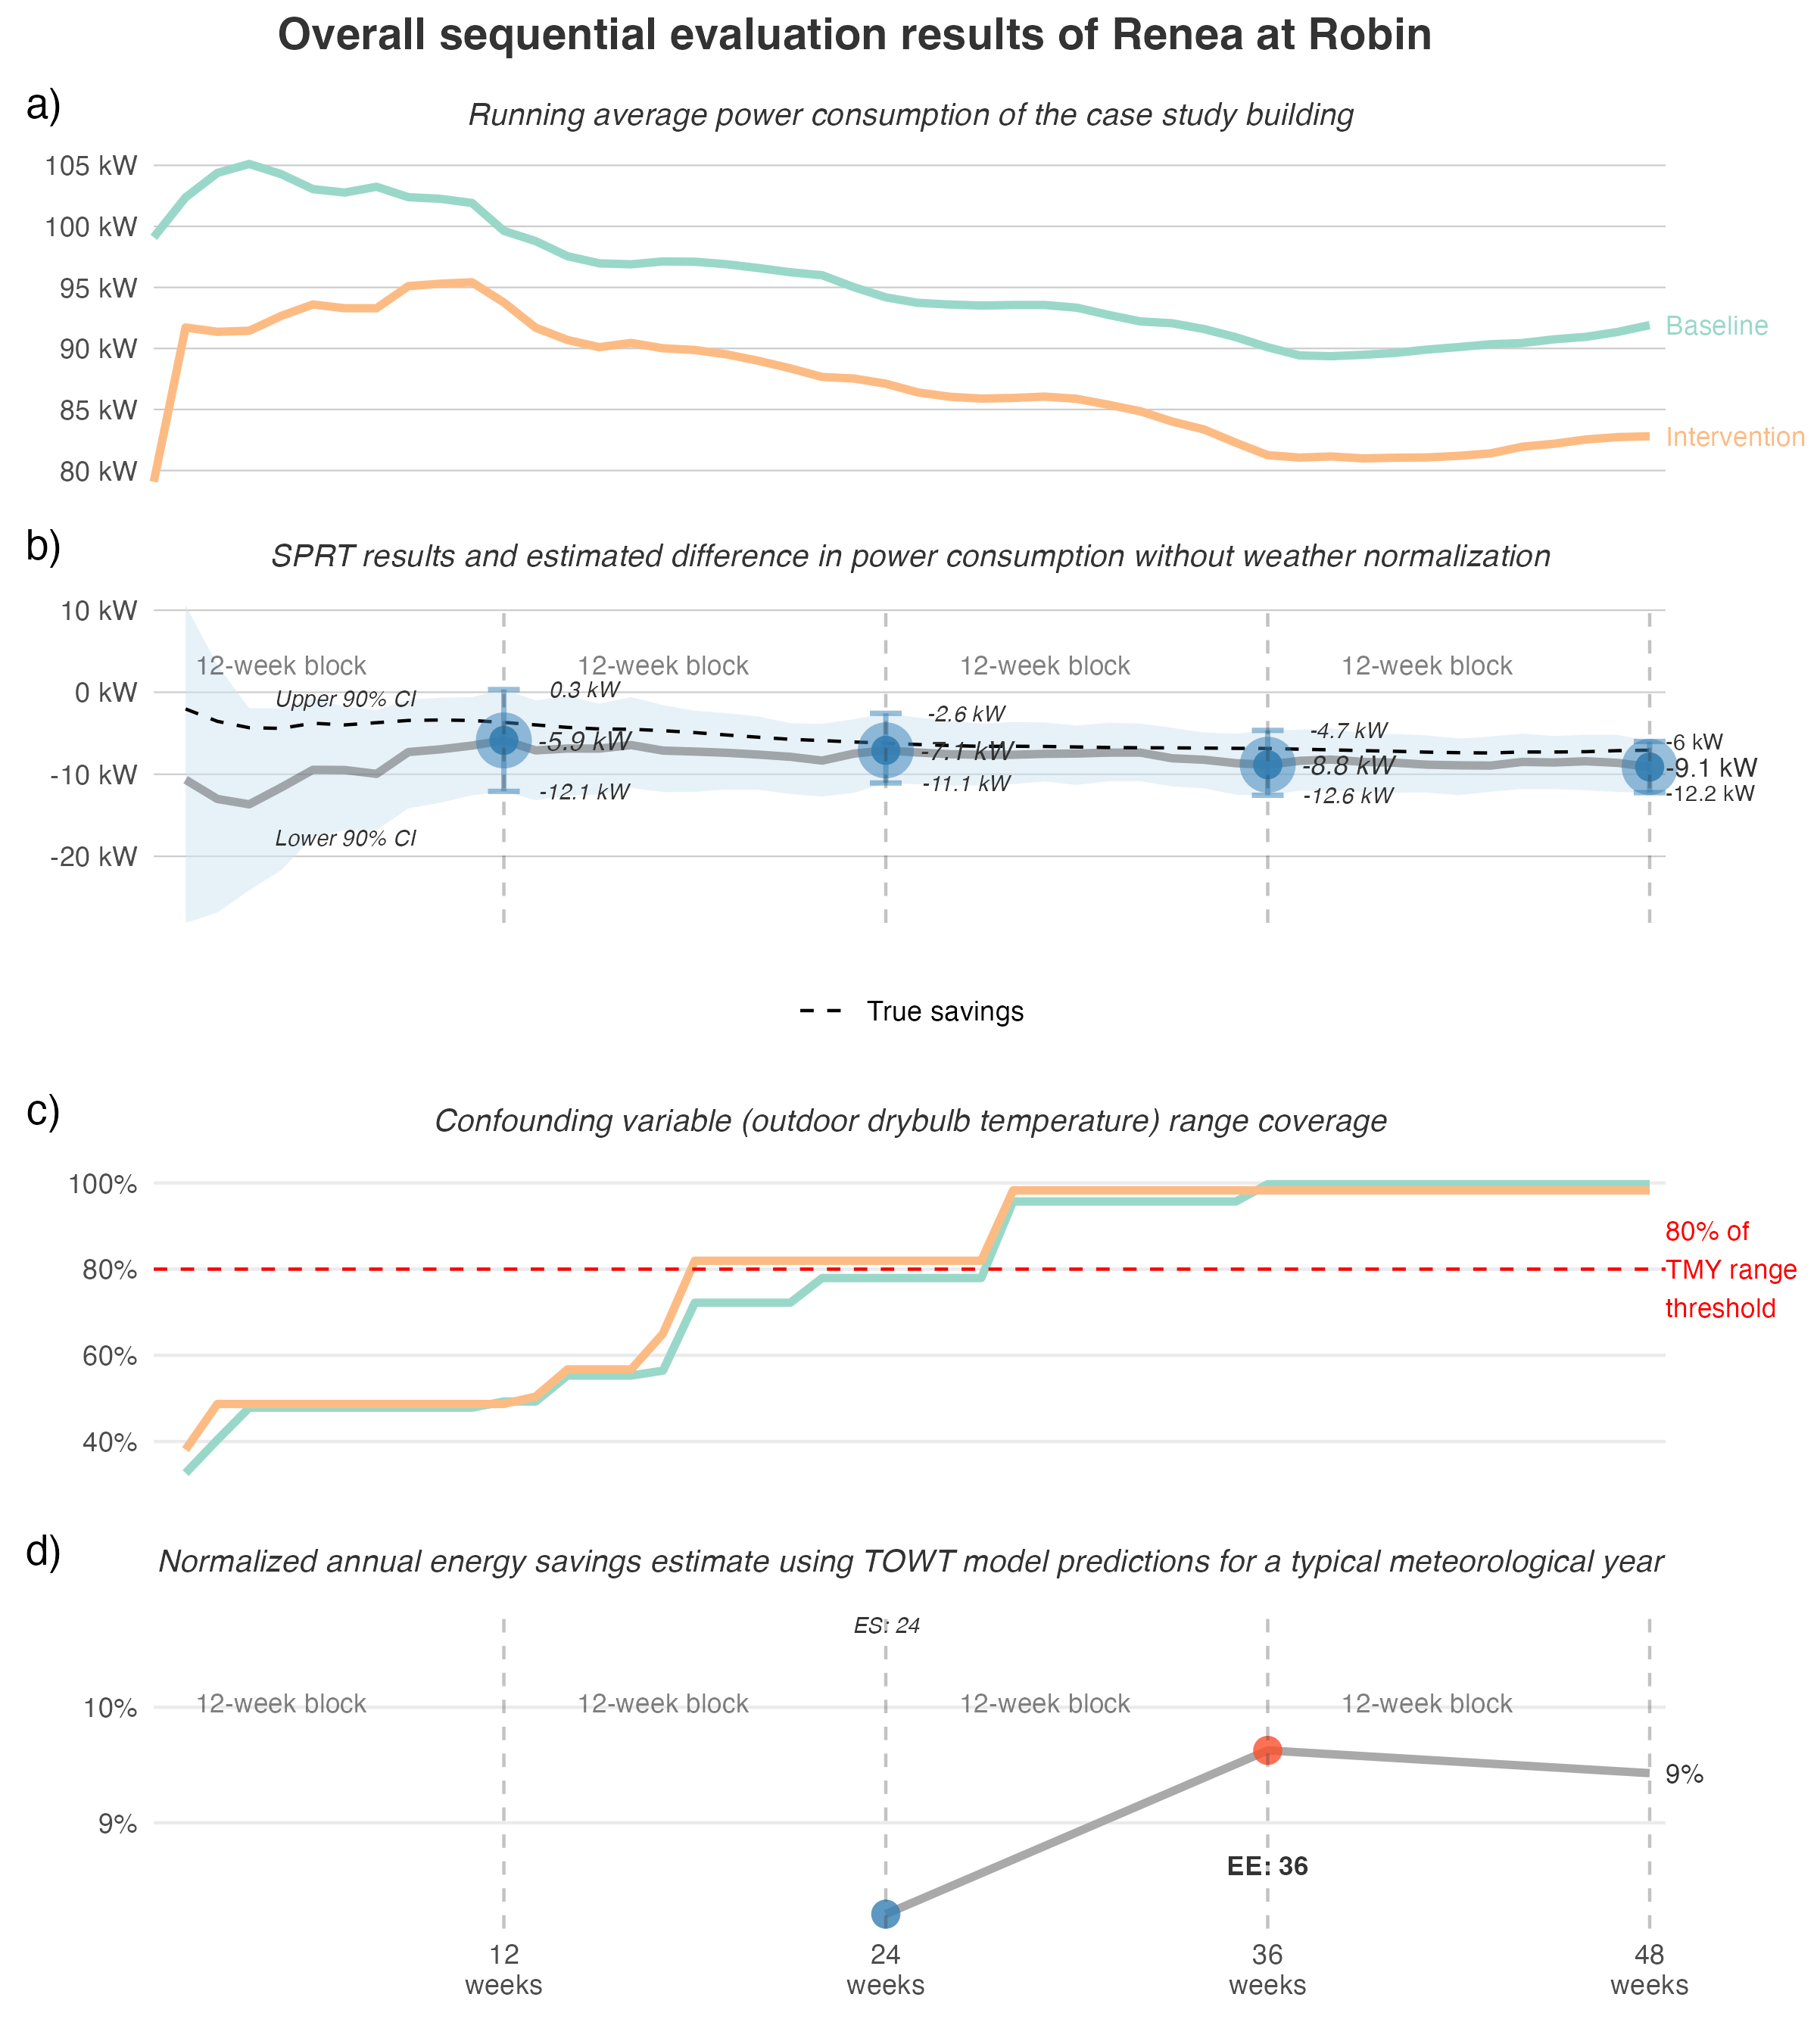 Overall sequential evaluation results of Renea at Robin
a)
Running average power consumption of the case study building
105 kW
100 kW
95 kW
90 kW
85 kW
80 kW
Baseline
Intervention
b)
SPRT results and estimated difference in power consumption without weather normalization
10 kW
0 kW
-10 kW
-20 kW
12-week block
12-week block
12-week block
12-week block
Upper 90% CI
Lower 90% CI
0.3 kW
-5.9 kW
-12.1 kW
-2.6 kW
-7.1 kW
-11.1 kW
-4.7 kW
-8.8 kW
-12.6 kW
-6 kW
-9.1 kW
-12.2 kW
True savings
c)
Confounding variable (outdoor drybulb temperature) range coverage
100%
80%
60%
40%
80% of
TMY range
threshold
d)
Normalized annual energy savings estimate using TOWT model predictions for a typical meteorological year
ES: 24
10%
9%
12-week block
12-week block
12-week block
12-week block
9%
EE: 36
12
weeks
24
weeks
36
weeks
48
weeks